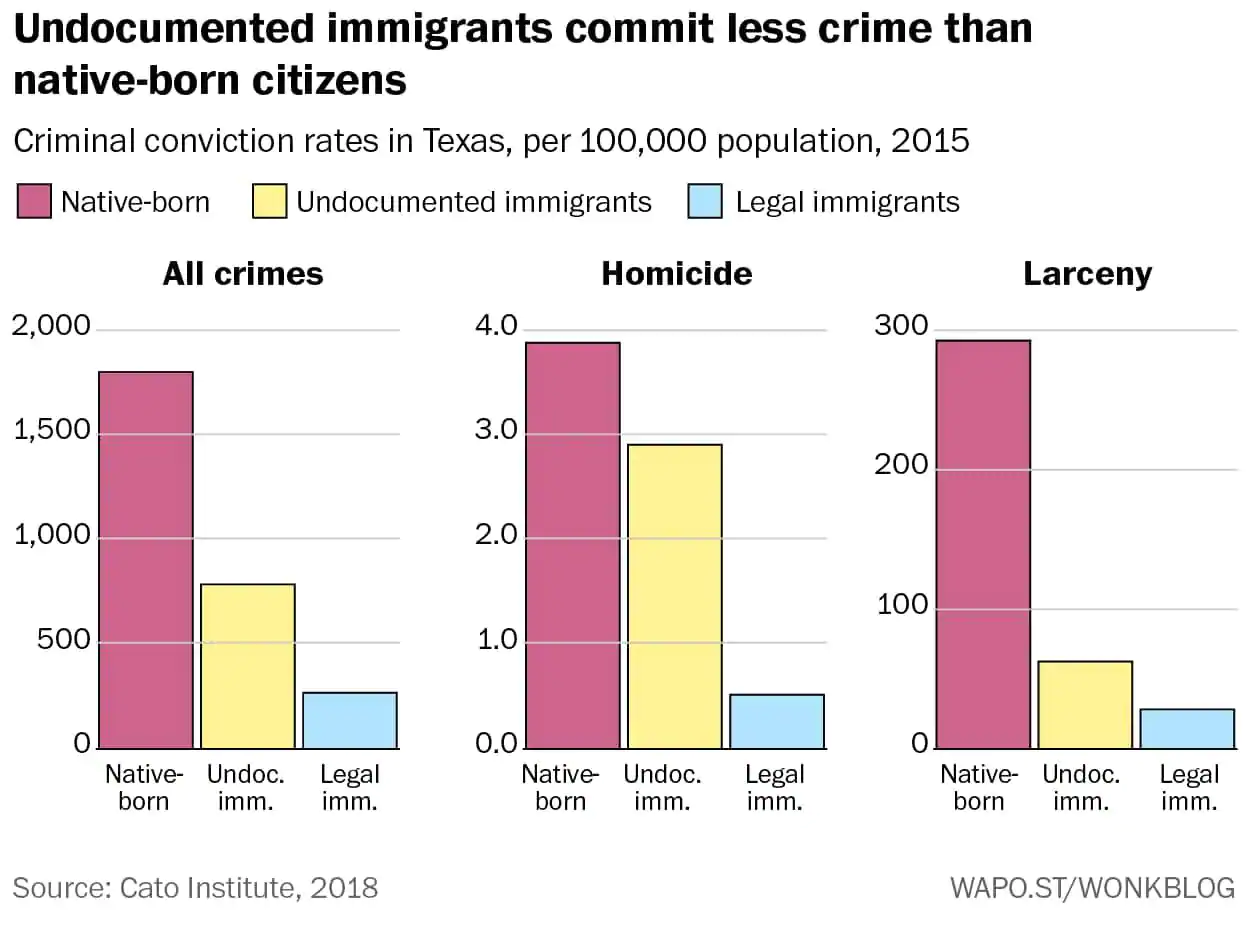 Undocumented immigrants commit less crime than
native-born citizens
Criminal conviction rates in Texas, per 100,000 population, 2015
Native-born Undocumented immigrants Legal immigrants
All crimes
2,000
1,500
1,000
500
0
Native-
born
Undoc.
imm.
Legal
imm.
Homicide
4.0
3.0
2.0
1.0
0.0
Native-
born
Undoc.
imm.
Legal
imm.
Larceny
300
200
100
0
Native-
born
Undoc.
imm.
Legal
imm.
Source: Cato Institute, 2018
WAPO.ST/WONKBLOG